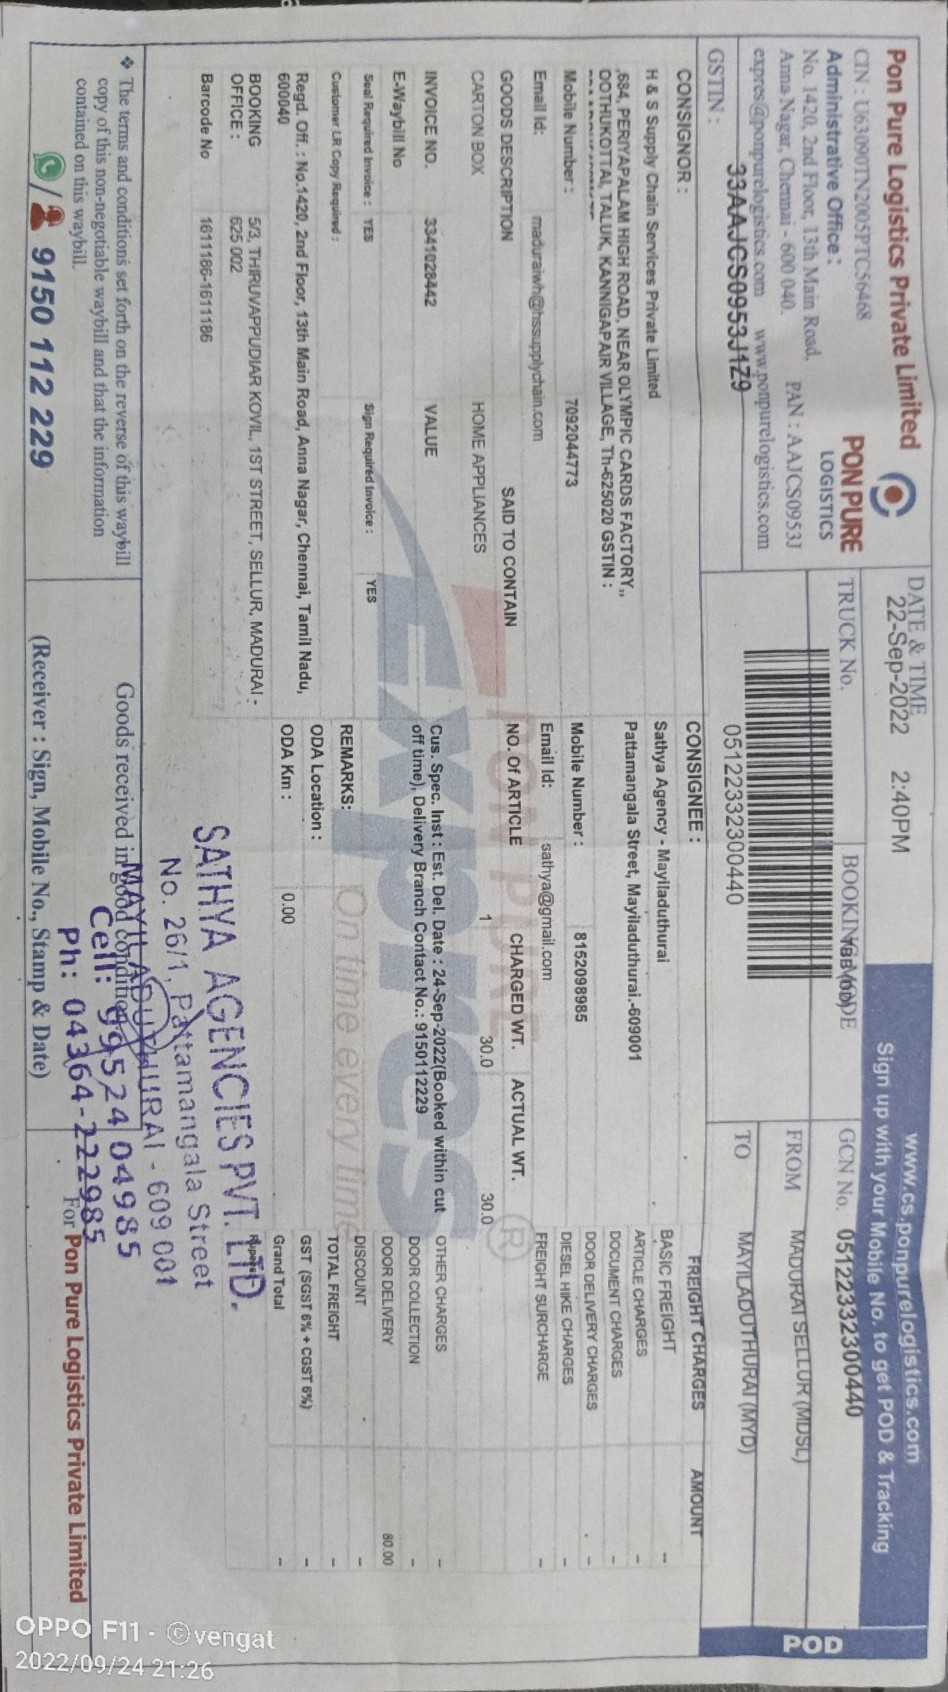 Pon Pure Logistics Private Limited
CIN : U63090TN2005PTC56468
Administrative Office :
No. 1420, 2nd Floor, 13th Main Road,
Anna Nagar, Chennai - 600 040.
PAN : AAJCS0953J
expres@ponpurelogistics.com www.ponpurelogistics.com
GSTIN : 33AAJCS0953J1Z9
PON PURE
LOGISTICS
DATE & TIME
22-Sep-2022 2:40PM
TRUCK No.
BOOKING MODE
TBB (DD)
051223323 00440
www.cs.ponpurelogistics.com
Sign up with your Mobile No. to get POD & Tracking
GCN No. 05122332300440
FROM MADURAI SELLUR (MDSL)
TO MAYILADUTHURAI (MYD)
POD
CONSIGNOR :
H & S Supply Chain Services Private Limited
,684, PERIYAPALAM HIGH ROAD, NEAR OLYMPIC CARDS FACTORY,,
OOTHUKOTTAI, TALUK, KANNIGAPAIR VILLAGE, Th-625020 GSTIN :
Mobile Number : 7092044773
Email Id: maduraiwh@hssupplychain.com
CONSIGNEE :
Sathya Agency - Mayiladuthurai
Pattamangala Street, Mayiladuthurai.-609001
Mobile Number : 8152098985
Email Id: sathya@gmail.com
GOODS DESCRIPTION SAID TO CONTAIN NO. Of ARTICLE CHARGED WT. ACTUAL WT.
CARTON BOX HOME APPLIANCES 1 30.0 30.0
INVOICE NO. 3341028442 VALUE
E-Waybill No
Seal Required Invoice : YES Sign Required Invoice : YES
Customer LR Copy Required :
Cus. Spec. Inst : Est. Del. Date : 24-Sep-2022(Booked within cut
off time), Delivery Branch Contact No.: 9150112229
REMARKS:
ODA Location :
ODA Km : 0.00
Regd. Off. : No.1420, 2nd Floor, 13th Main Road, Anna Nagar, Chennai, Tamil Nadu,
600040
BOOKING OFFICE : 5/3, THIRUVAPPUDIAR KOVIL, 1ST STREET, SELLUR, MADURAI -
625 002
Barcode No 1611186-1611186
FREIGHT CHARGES AMOUNT
BASIC FREIGHT --
ARTICLE CHARGES --
DOCUMENT CHARGES --
DOOR DELIVERY CHARGES --
DIESEL HIKE CHARGES --
FREIGHT SURCHARGE --
OTHER CHARGES --
DOOR COLLECTION --
DOOR DELIVERY 80.00
DISCOUNT --
TOTAL FREIGHT --
GST (SGST 6% + CGST 6%) --
Grand Total --
Rupees
PON PURE
Expres
On time every time
❖ The terms and conditions set forth on the reverse of this waybill
copy of this non-negotiable waybill and that the information
contained on this waybill.
9150 112 229
Goods received in good condition
(Receiver : Sign, Mobile No., Stamp & Date)
SATHYA AGENCIES PVT. LTD.
No. 26/1, Pattamangala Street
MAYILADUTHURAI - 609 001
Cell: 99524 04985
Ph: 04364-222985
For Pon Pure Logistics Private Limited
OPPO F11 · ©vengat
2022/09/24 21:26